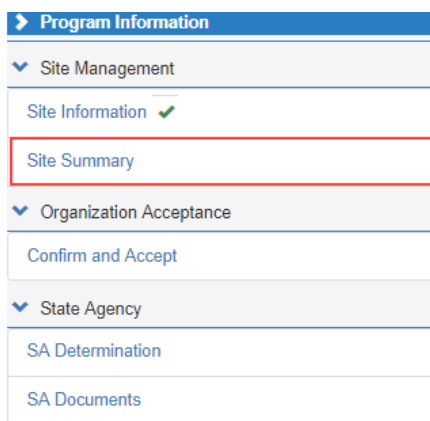 Program Information
Site Management
Site Information
Site Summary
Organization Acceptance
Confirm and Accept
State Agency
SA Determination
SA Documents